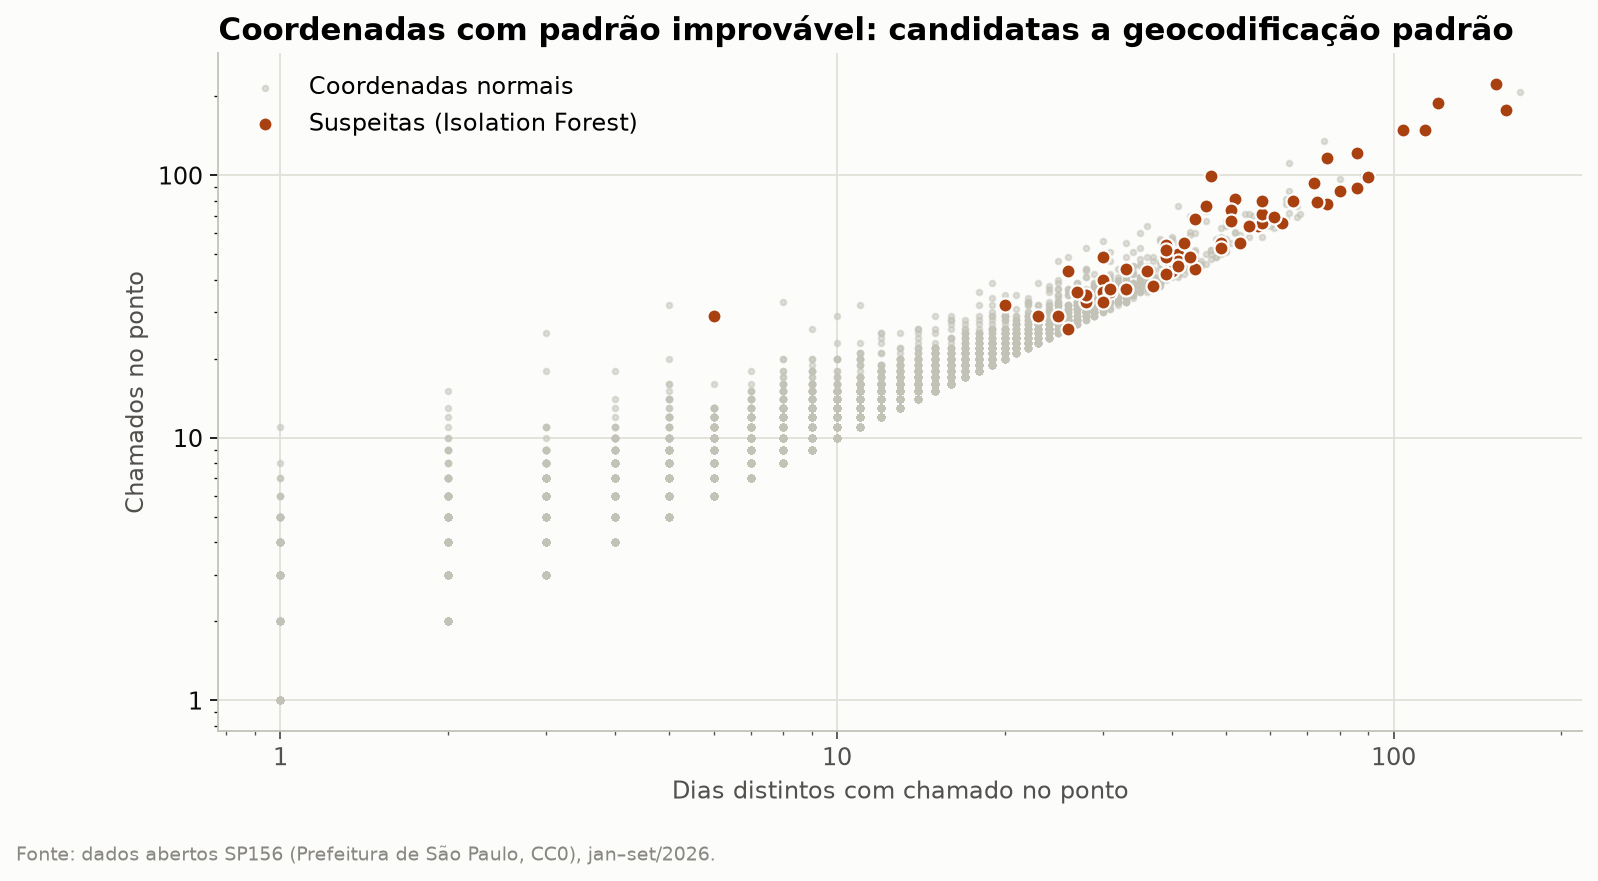 Coordenadas com padrão improvável: candidatas a geocodificação padrão
Coordenadas normais
Suspeitas (Isolation Forest)
Chamados no ponto
100
10
1
1
10
100
Dias distintos com chamado no ponto
Fonte: dados abertos SP156 (Prefeitura de São Paulo, CC0), jan–set/2026.